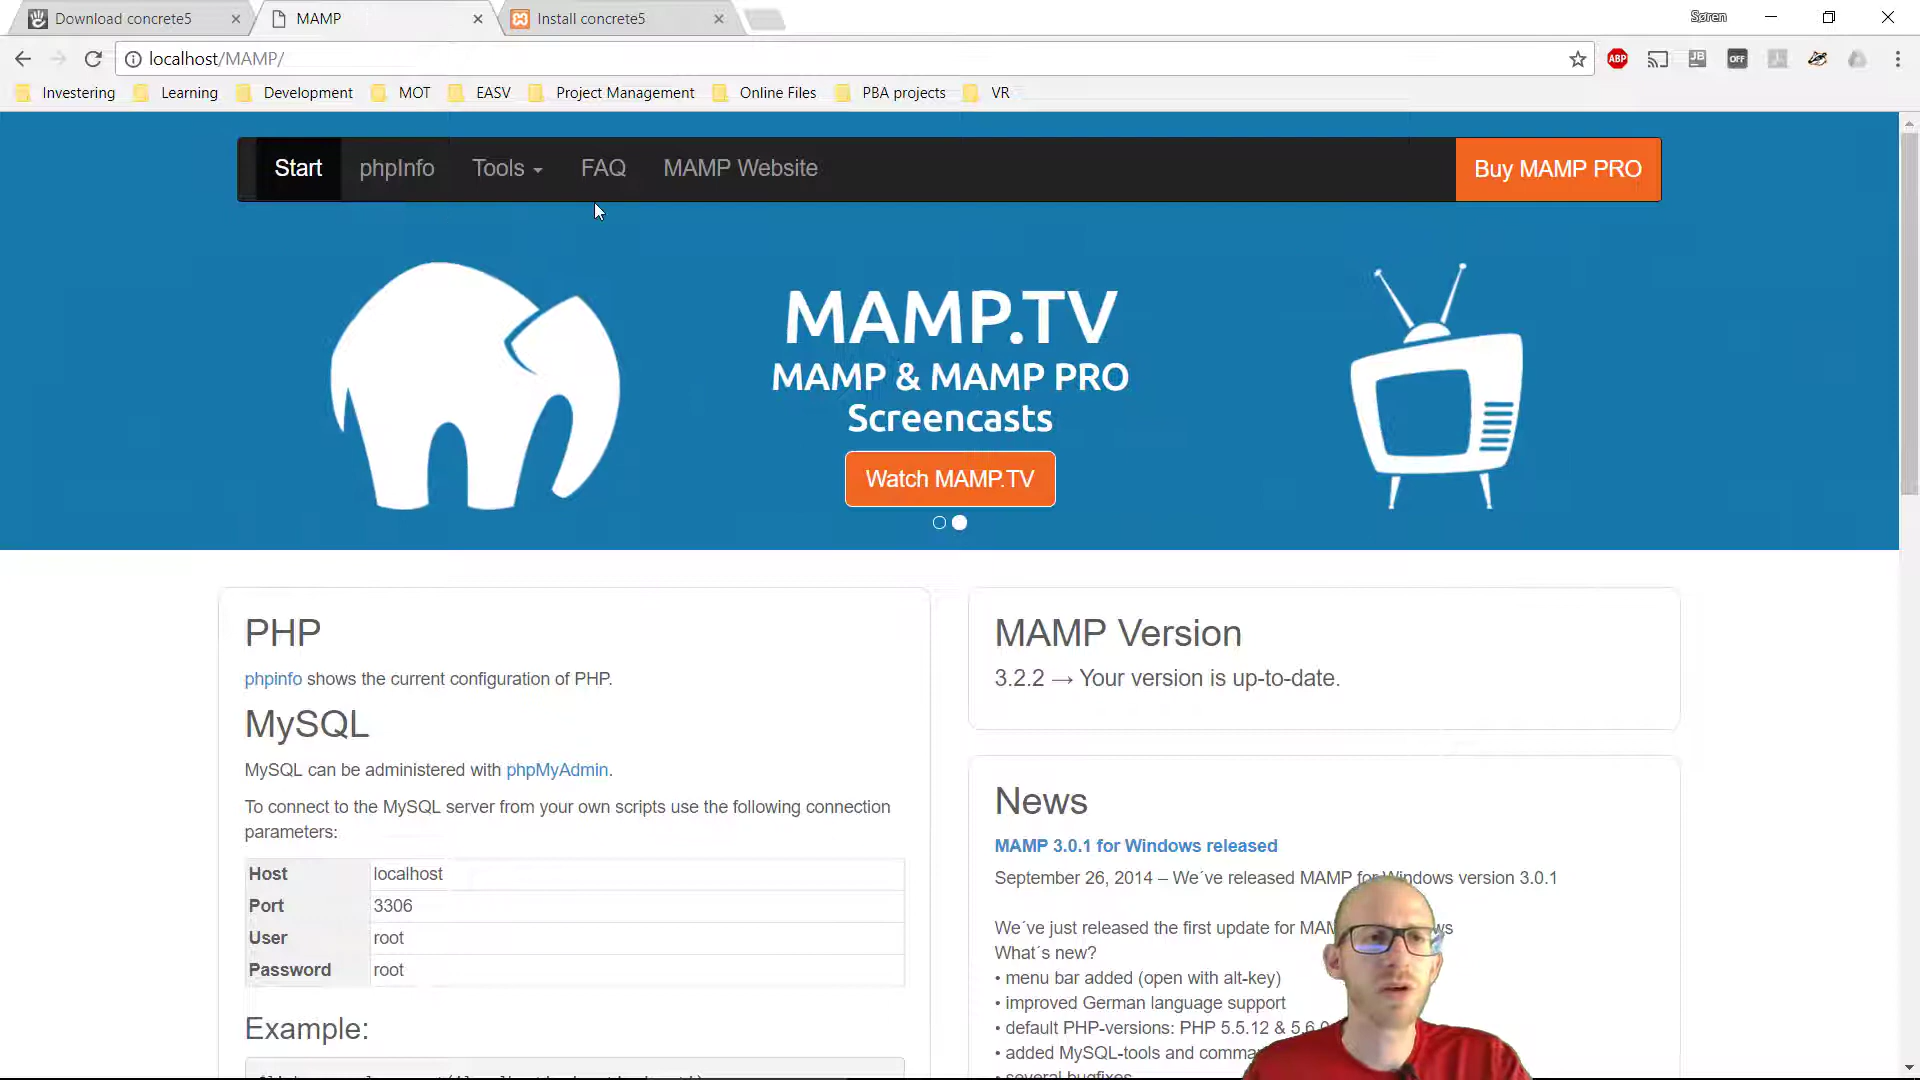 Download concrete5
MAMP
Install concrete5
Søren
localhost/MAMP/
ABP
JB
OFF
Investering
Learning
Development
MOT
EASV
Project Management
Online Files
PBA projects
VR
Start
phpInfo
Tools
FAQ
MAMP Website
Buy MAMP PRO
MAMP.TV
MAMP & MAMP PRO
Screencasts
Watch MAMP.TV
PHP
phpinfo shows the current configuration of PHP.
MySQL
MySQL can be administered with phpMyAdmin.
To connect to the MySQL server from your own scripts use the following connection
parameters:
Host localhost
Port 3306
User root
Password root
Example:
MAMP Version
3.2.2 → Your version is up-to-date.
News
MAMP 3.0.1 for Windows released
September 26, 2014 – We´ve released MAMP for Windows version 3.0.1
We´ve just released the first update for
What´s new?
• menu bar added (open with alt-key)
• improved German language support
• default PHP-versions: PHP 5.5.12 &
• added MySQL-tools and
• several bugfixes